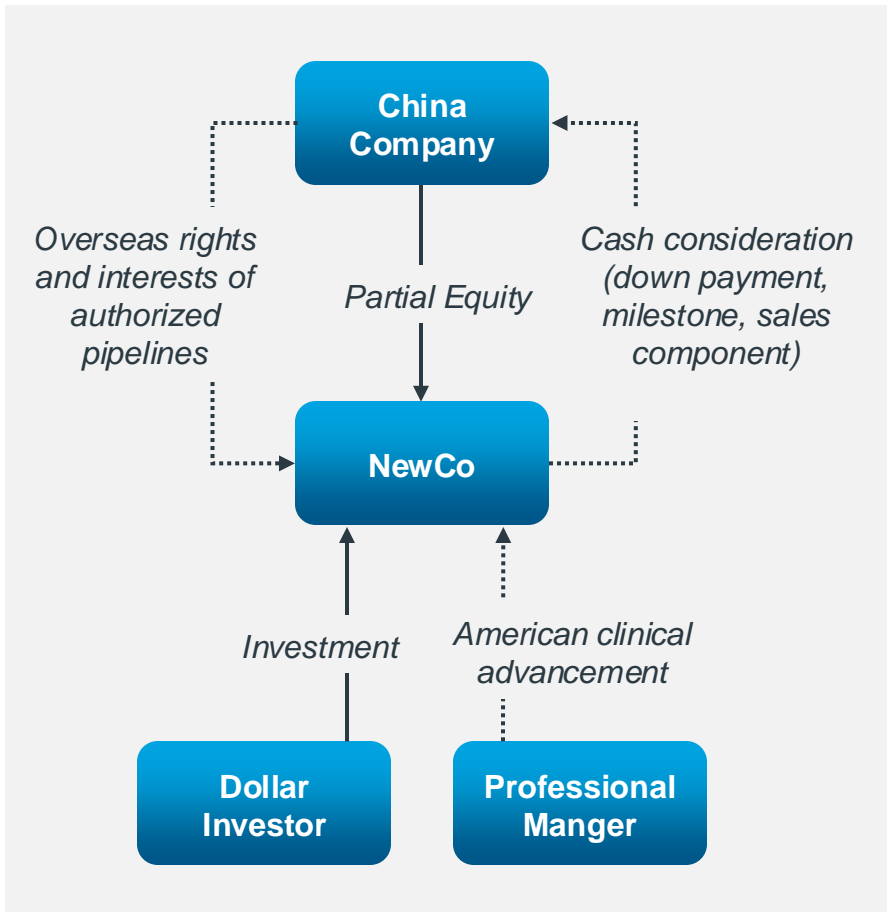 China
Company
Overseas rights
and interests of
authorized
pipelines
Partial Equity
Cash consideration
(down payment,
milestone, sales
component)
NewCo
Investment
American clinical
advancement
Dollar
Investor
Professional
Manger